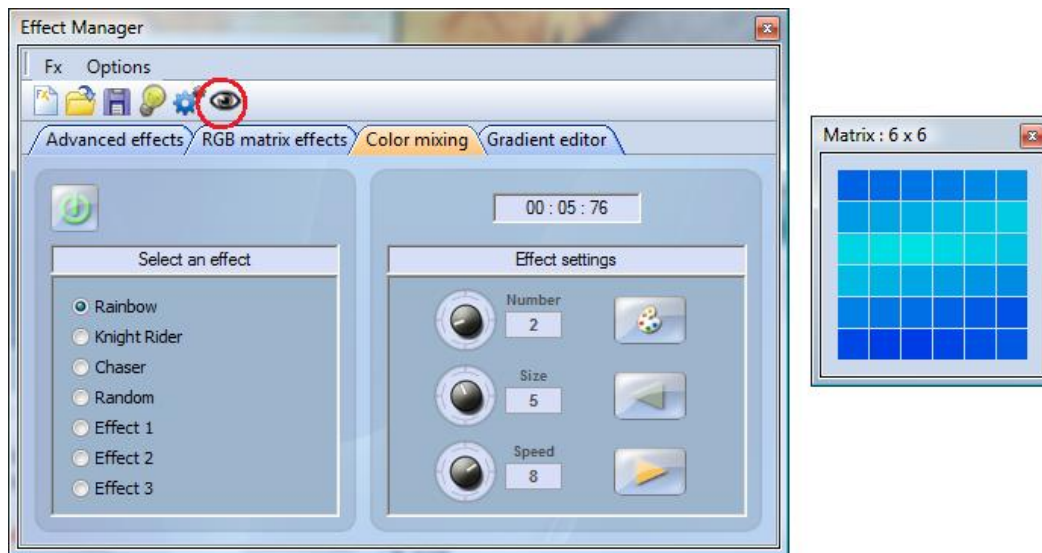 Effect Manager
Fx Options
FX
Advanced effects RGB matrix effects Color mixing Gradient editor
00 : 05 : 76
Select an effect
Effect settings
Rainbow
Knight Rider
Chaser
Random
Effect 1
Effect 2
Effect 3
Number
2
Size
5
Speed
8
Matrix : 6 x 6